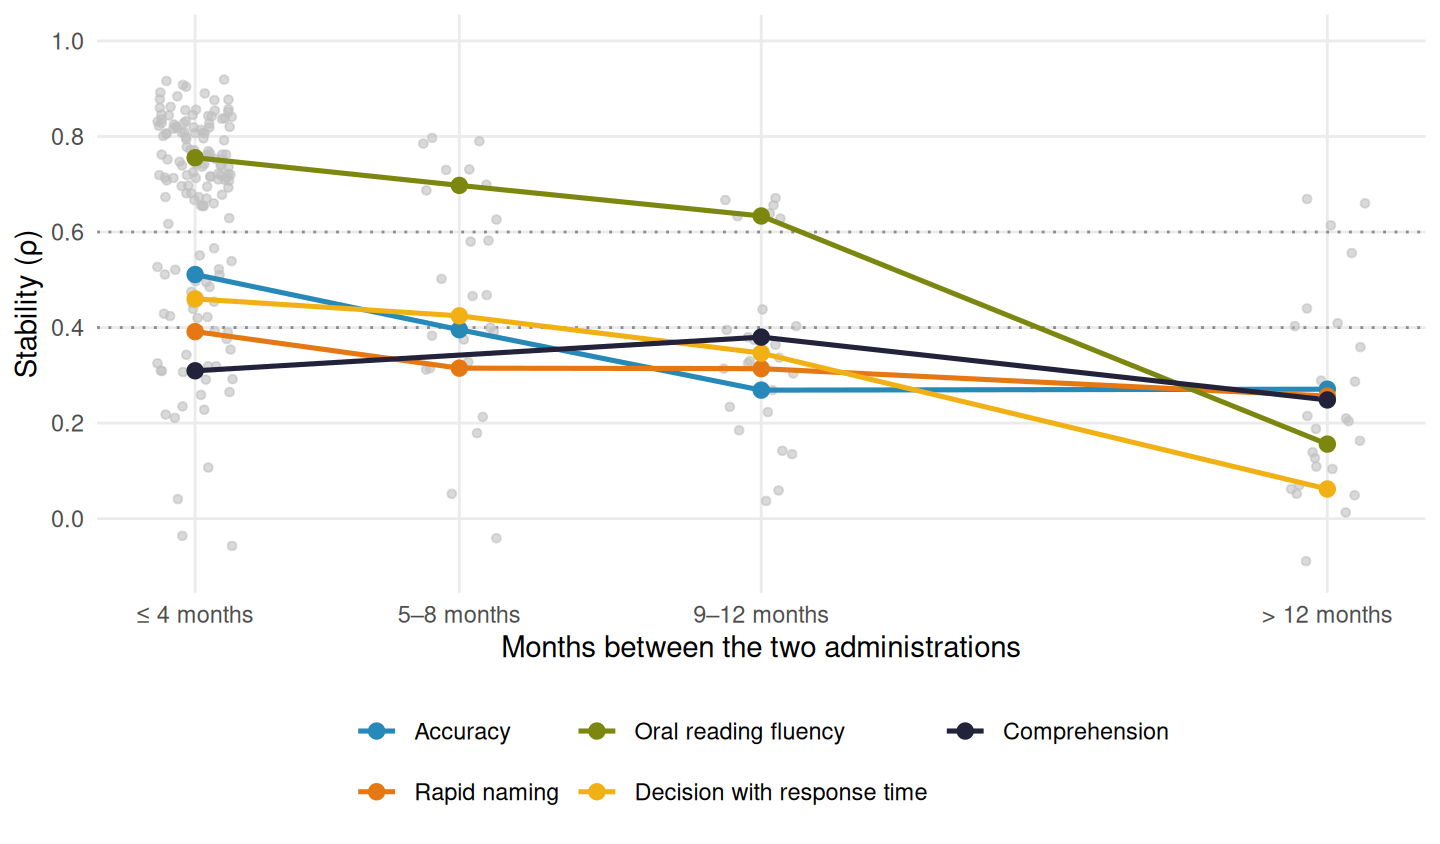 1.0
0.8
0.6
0.4
0.2
0.0
Stability (ρ)
≤ 4 months 5–8 months 9–12 months > 12 months
Months between the two administrations
Accuracy Oral reading fluency Comprehension
Rapid naming Decision with response time